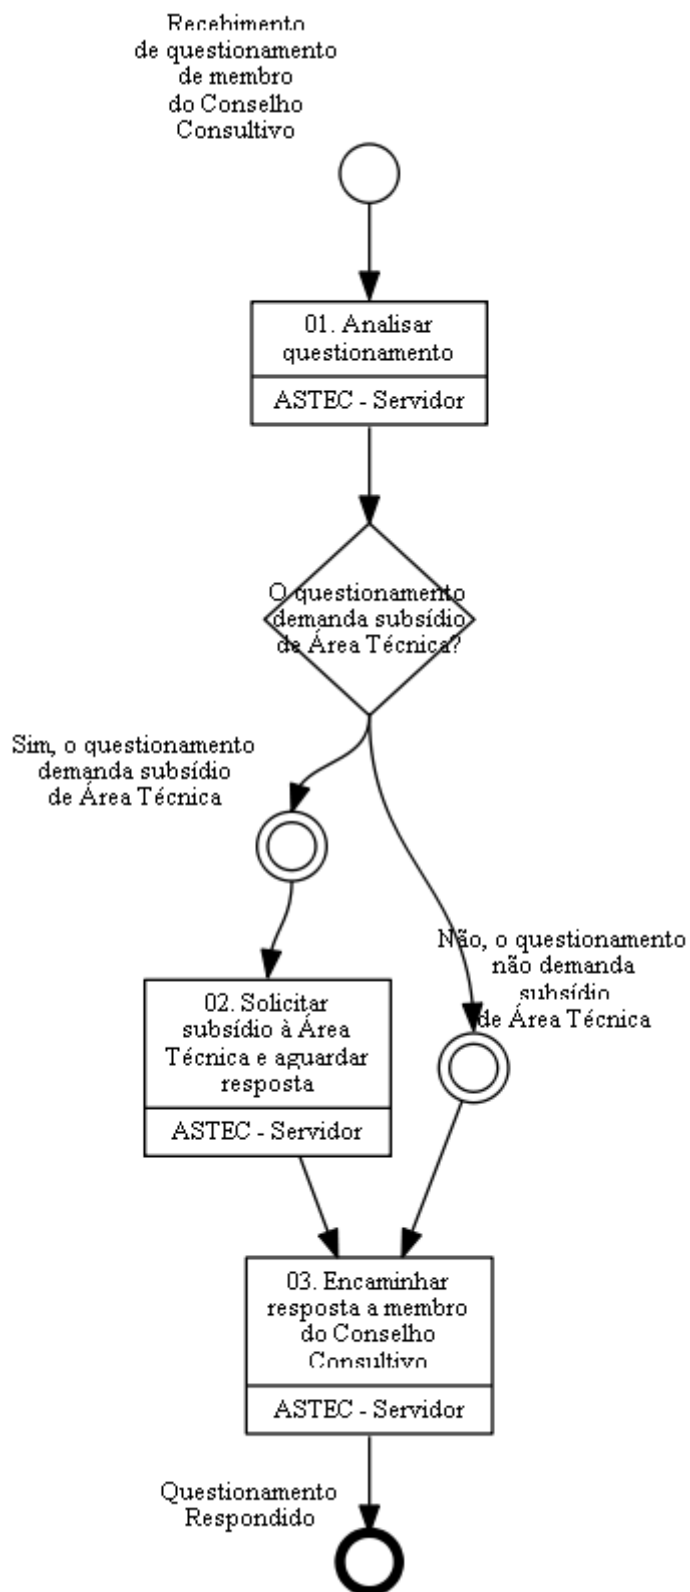 Recebimento
de questionamento
de membro
do Conselho
Consultivo
01. Analisar
questionamento
ASTEC - Servidor
O questionamento
demanda subsídio
de Área Técnica?
Sim, o questionamento
demanda subsídio
de Área Técnica
Não, o questionamento
não demanda
subsídio
de Área Técnica
02. Solicitar
subsídio à Área
Técnica e aguardar
resposta
ASTEC - Servidor
03. Encaminhar
resposta a membro
do Conselho
Consultivo
ASTEC - Servidor
Questionamento
Respondido